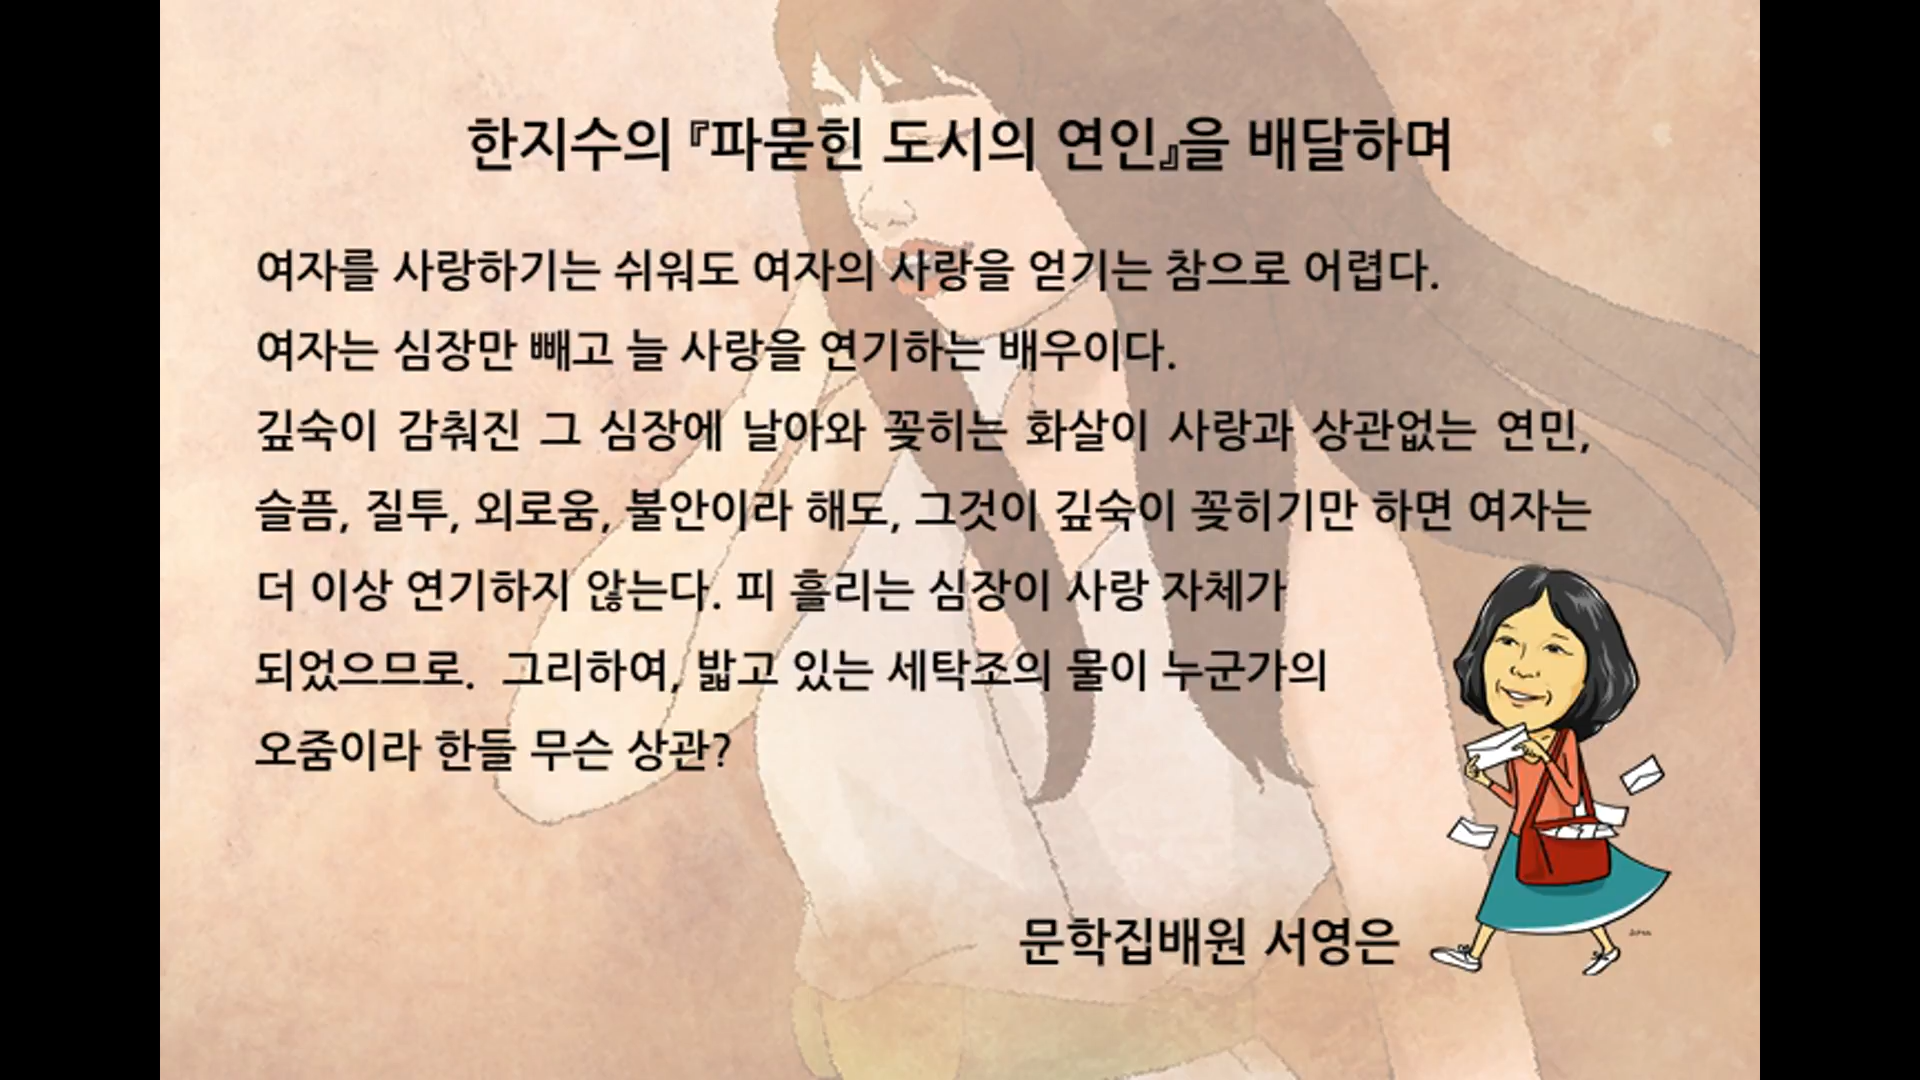 한지수의 『파묻힌 도시의 연인』을 배달하며
여자를 사랑하기는 쉬워도 여자의 사랑을 얻기는 참으로 어렵다.
여자는 심장만 빼고 늘 사랑을 연기하는 배우이다.
깊숙이 감춰진 그 심장에 날아와 꽂히는 화살이 사랑과 상관없는 연민,
슬픔, 질투, 외로움, 불안이라 해도, 그것이 깊숙이 꽂히기만 하면 여자는
더 이상 연기하지 않는다. 피 흘리는 심장이 사랑 자체가
되었으므로. 그리하여, 밟고 있는 세탁조의 물이 누군가의
오줌이라 한들 무슨 상관?
문학집배원 서영은